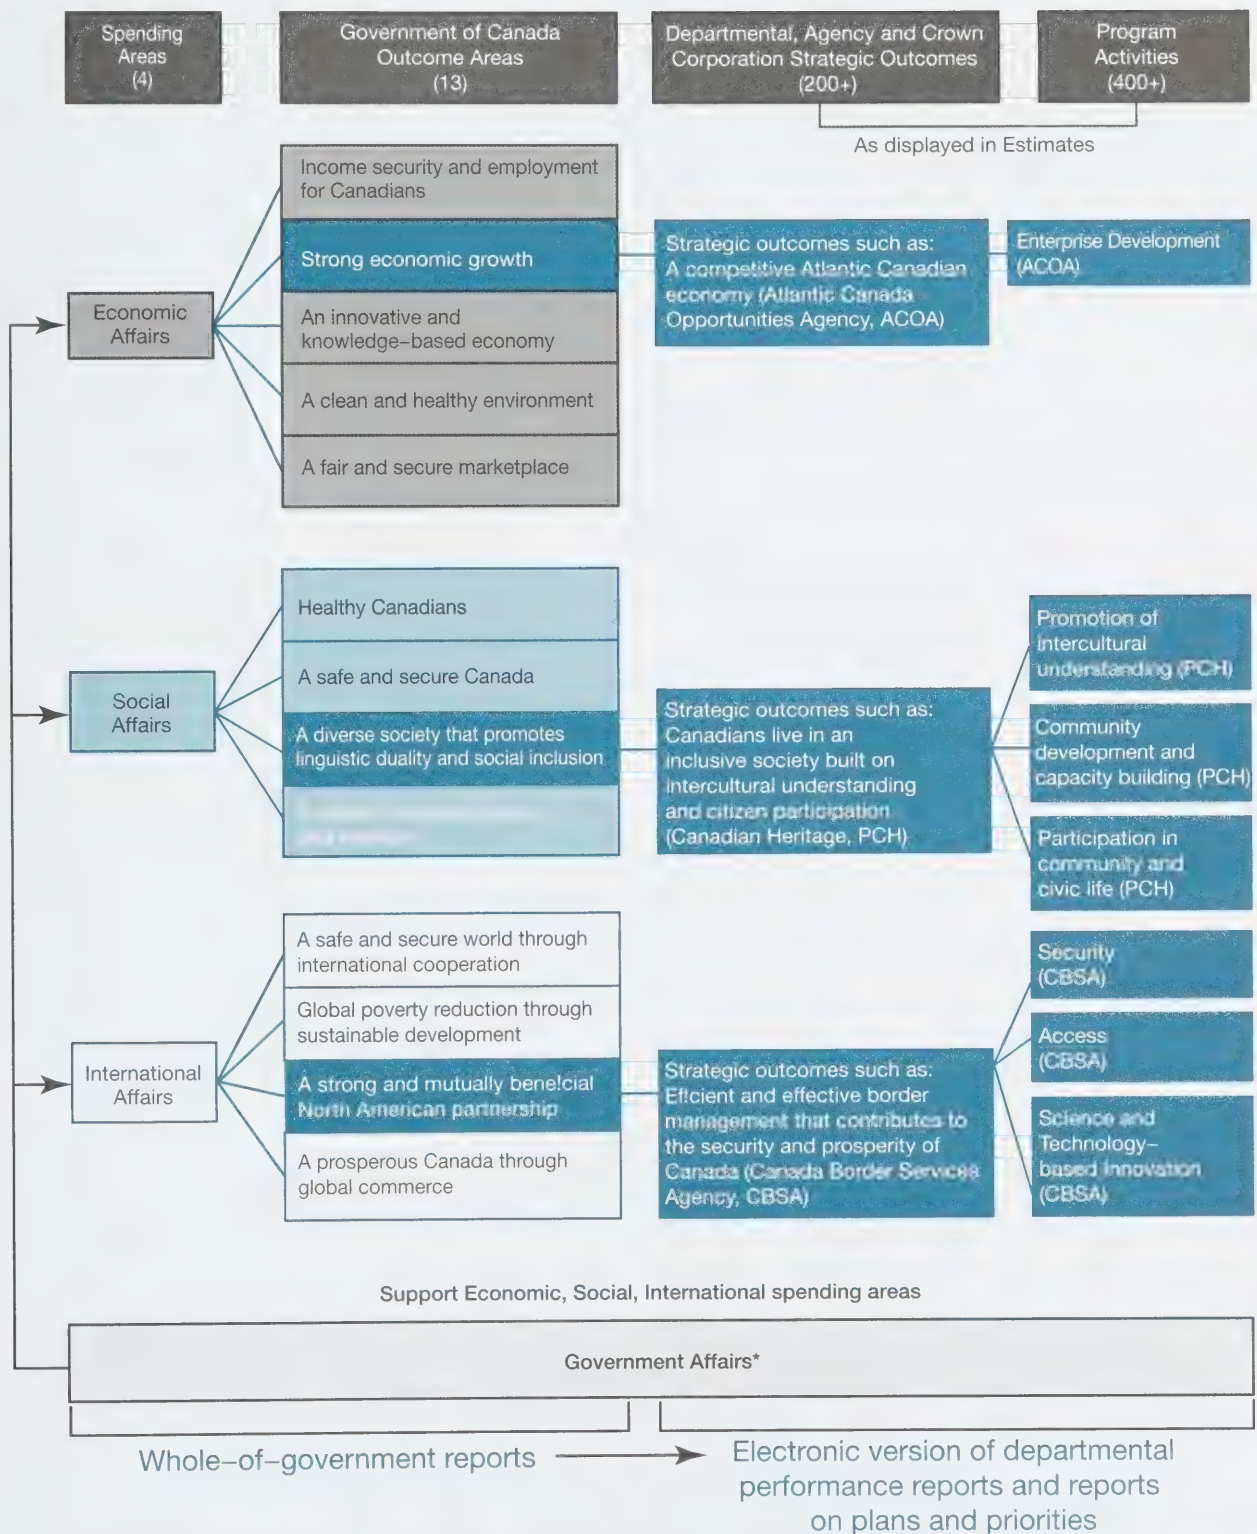 Spending
Areas
(4)
Government of Canada
Outcome Areas
(13)
Departmental, Agency and Crown
Corporation Strategic Outcomes
(200+)
Program
Activities
(400+)
As displayed in Estimates
Economic
Affairs
Income security and employment
for Canadians
Strong economic growth
An innovative and
knowledge–based economy
A clean and healthy environment
A fair and secure marketplace
Strategic outcomes such as:
A competitive Atlantic Canadian
economy (Atlantic Canada
Opportunities Agency, ACOA)
Enterprise Development
(ACOA)
Social
Affairs
Healthy Canadians
A safe and secure Canada
A diverse society that promotes
linguistic duality and social inclusion
Strategic outcomes such as:
Canadians live in an
inclusive society built on
intercultural understanding
and citizen participation
(Canadian Heritage, PCH)
Promotion of
intercultural
understanding (PCH)
Community
development and
capacity building (PCH)
Participation in
community and
civic life (PCH)
International
Affairs
A safe and secure world through
international cooperation
Global poverty reduction through
sustainable development
A strong and mutually bene!cial
North American partnership
A prosperous Canada through
global commerce
Strategic outcomes such as:
Eficient and effective border
management that contributes to
the security and prosperity of
Canada (Canada Border Services
Agency, CBSA)
Security
(CBSA)
Access
(CBSA)
Science and
Technology–
based Innovation
(CBSA)
Support Economic, Social, International spending areas
Government Affairs*
Whole–of–government reports
Electronic version of departmental
performance reports and reports
on plans and priorities